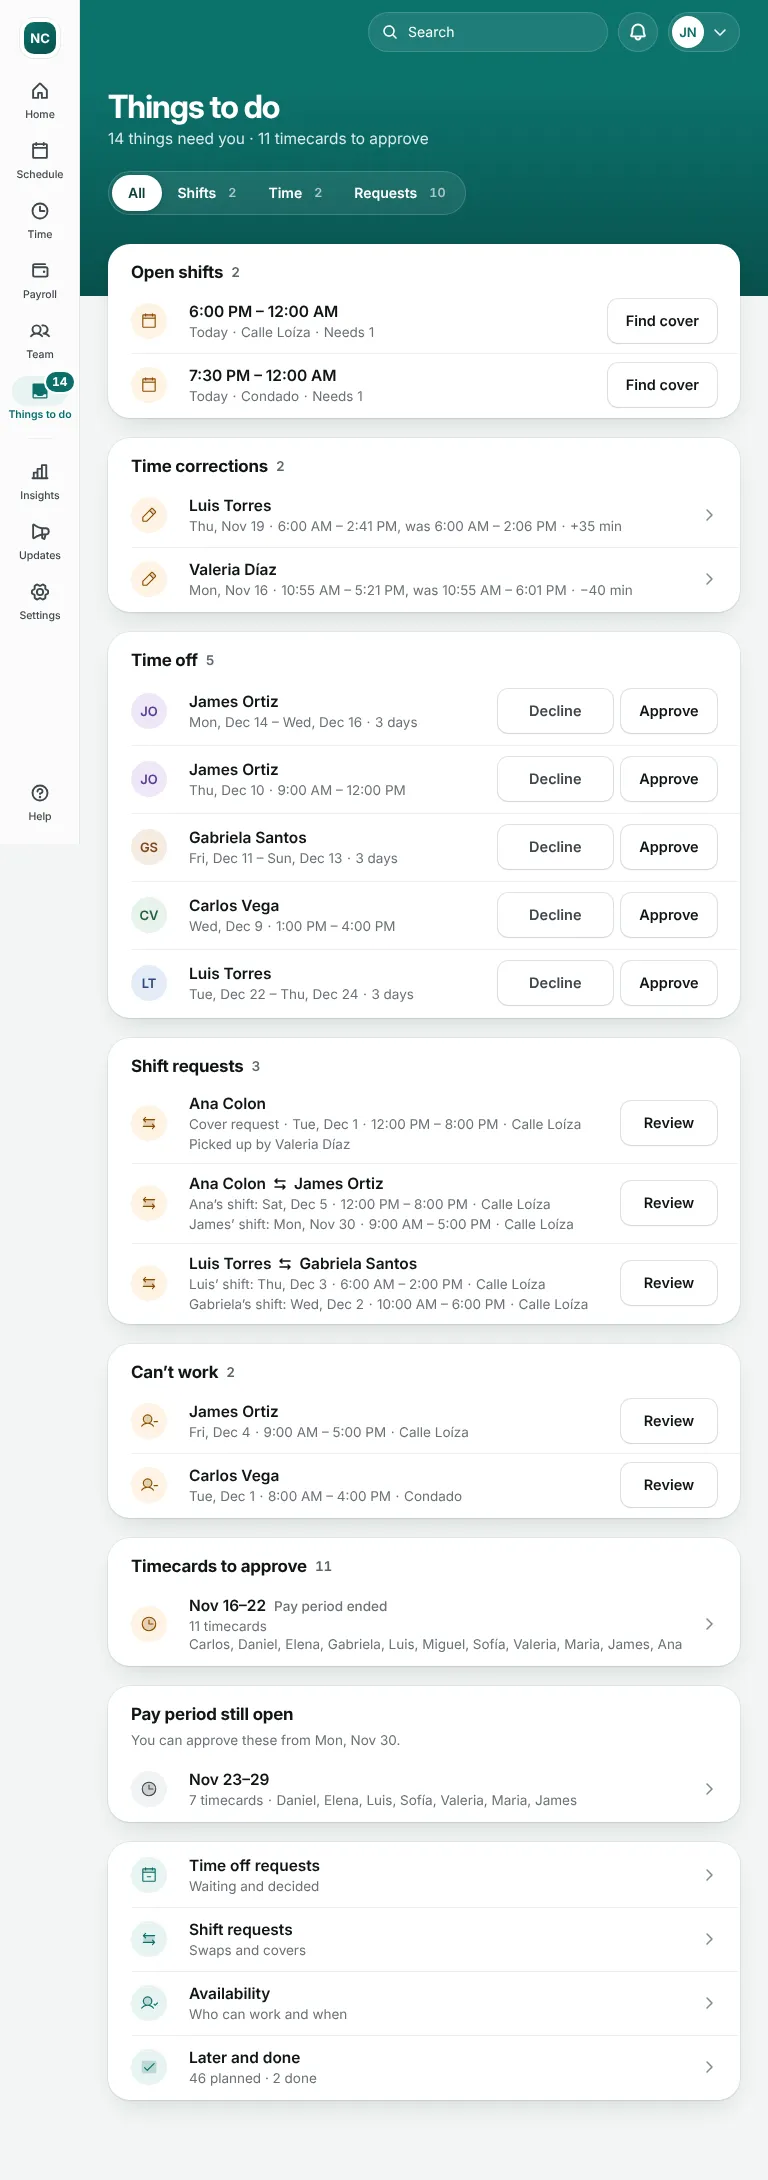 NC
Home
Schedule
Time
Payroll
Team
14
Things to do
Insights
Updates
Settings
Help
Search
JN
Things to do
14 things need you · 11 timecards to approve
All
Shifts 2
Time 2
Requests 10
Open shifts 2
6:00 PM – 12:00 AM
Today · Calle Loíza · Needs 1
Find cover
7:30 PM – 12:00 AM
Today · Condado · Needs 1
Find cover
Time corrections 2
Luis Torres
Thu, Nov 19 · 6:00 AM – 2:41 PM, was 6:00 AM – 2:06 PM · +35 min
Valeria Díaz
Mon, Nov 16 · 10:55 AM – 5:21 PM, was 10:55 AM – 6:01 PM · −40 min
Time off 5
JO
James Ortiz
Mon, Dec 14 – Wed, Dec 16 · 3 days
Decline
Approve
JO
James Ortiz
Thu, Dec 10 · 9:00 AM – 12:00 PM
Decline
Approve
GS
Gabriela Santos
Fri, Dec 11 – Sun, Dec 13 · 3 days
Decline
Approve
CV
Carlos Vega
Wed, Dec 9 · 1:00 PM – 4:00 PM
Decline
Approve
LT
Luis Torres
Tue, Dec 22 – Thu, Dec 24 · 3 days
Decline
Approve
Shift requests 3
Ana Colon
Cover request · Tue, Dec 1 · 12:00 PM – 8:00 PM · Calle Loíza
Picked up by Valeria Díaz
Review
Ana Colon ⇆ James Ortiz
Ana’s shift: Sat, Dec 5 · 12:00 PM – 8:00 PM · Calle Loíza
James’ shift: Mon, Nov 30 · 9:00 AM – 5:00 PM · Calle Loíza
Review
Luis Torres ⇆ Gabriela Santos
Luis’ shift: Thu, Dec 3 · 6:00 AM – 2:00 PM · Calle Loíza
Gabriela’s shift: Wed, Dec 2 · 10:00 AM – 6:00 PM · Calle Loíza
Review
Can’t work 2
James Ortiz
Fri, Dec 4 · 9:00 AM – 5:00 PM · Calle Loíza
Review
Carlos Vega
Tue, Dec 1 · 8:00 AM – 4:00 PM · Condado
Review
Timecards to approve 11
Nov 16–22 Pay period ended
11 timecards
Carlos, Daniel, Elena, Gabriela, Luis, Miguel, Sofía, Valeria, Maria, James, Ana
Pay period still open
You can approve these from Mon, Nov 30.
Nov 23–29
7 timecards · Daniel, Elena, Luis, Sofía, Valeria, Maria, James
Time off requests
Waiting and decided
Shift requests
Swaps and covers
Availability
Who can work and when
Later and done
46 planned · 2 done